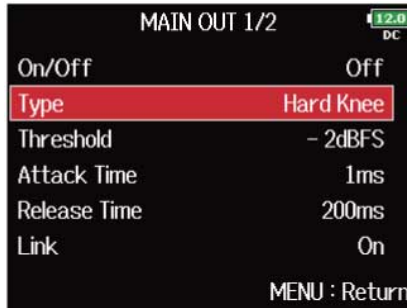 MAIN OUT 1/2
12.0
DC
On/Off Off
Type Hard Knee
Threshold - 2dBFS
Attack Time 1ms
Release Time 200ms
Link On
MENU : Return